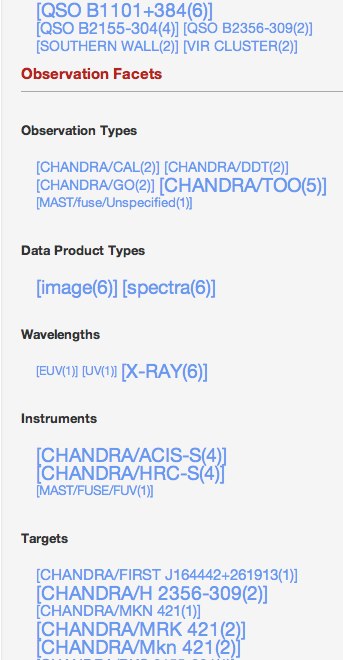 [QSO B1101+384(6)]
[QSO B2155-304(4)] [QSO B2356-309(2)]
[SOUTHERN WALL(2)] [VIR CLUSTER(2)]
Observation Facets
Observation Types
[CHANDRA/CAL(2)] [CHANDRA/DDT(2)]
[CHANDRA/GO(2)] [CHANDRA/TOO(5)]
[MAST/fuse/Unspecified(1)]
Data Product Types
[image(6)] [spectra(6)]
Wavelengths
[EUV(1)] [UV(1)] [X-RAY(6)]
Instruments
[CHANDRA/ACIS-S(4)]
[CHANDRA/HRC-S(4)]
[MAST/FUSE/FUV(1)]
Targets
[CHANDRA/FIRST J164442+261913(1)]
[CHANDRA/H 2356-309(2)]
[CHANDRA/MKN 421(1)]
[CHANDRA/MRK 421(2)]
[CHANDRA/Mkn 421(2)]